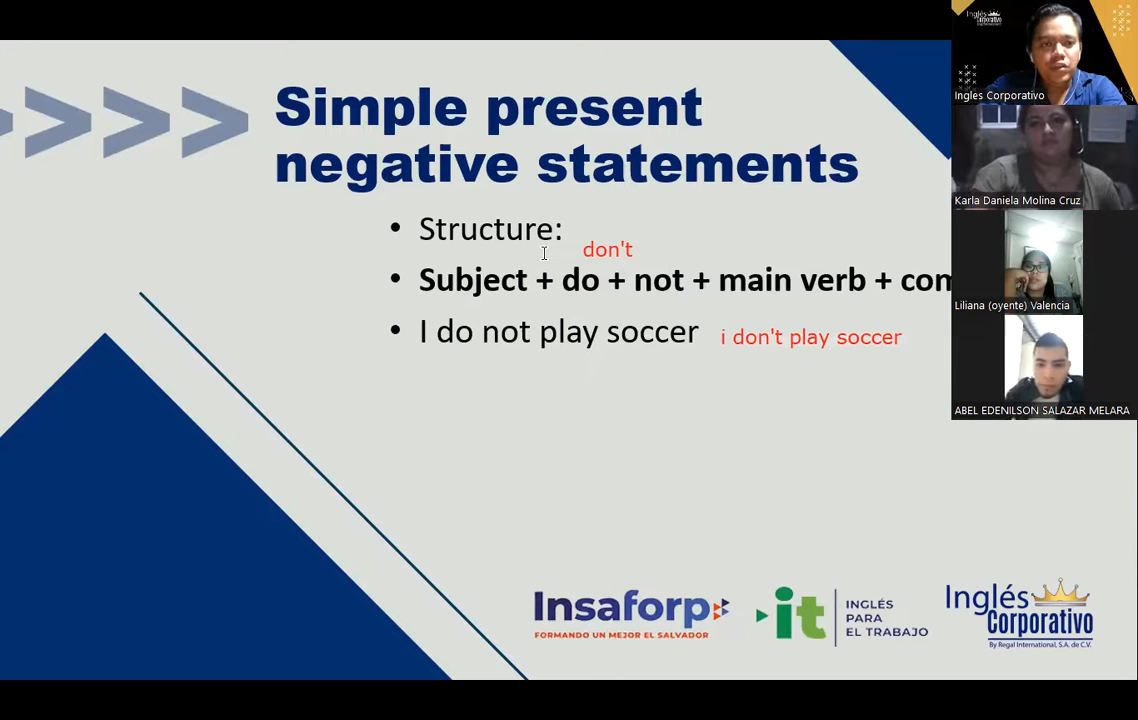 Simple present
negative statements
• Structure:
don't
• Subject + do + not + main verb + com
• I do not play soccer
i don't play soccer
Inglés
Corporativo
Ingles Corporativo
Karla Daniela Molina Cruz
Liliana (oyente) Valencia
ABEL EDENILSON SALAZAR MELARA
Insaforp
FORMANDO UN MEJOR EL SALVADOR
it
INGLÉS
PARA
EL TRABAJO
Inglés
Corporativo
By Regal International, S.A. de C.V.